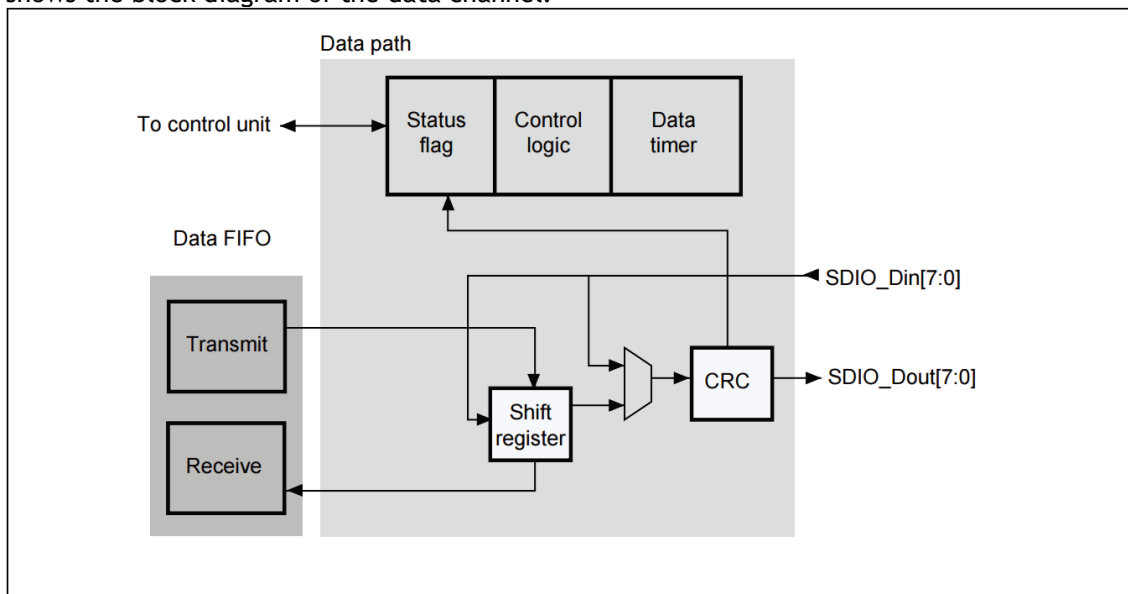 shows the block diagram of the data channel.
Data path
To control unit
Status
flag
Control
logic
Data
timer
Data FIFO
SDIO_Din[7:0]
Transmit
CRC
SDIO_Dout[7:0]
Shift
register
Receive